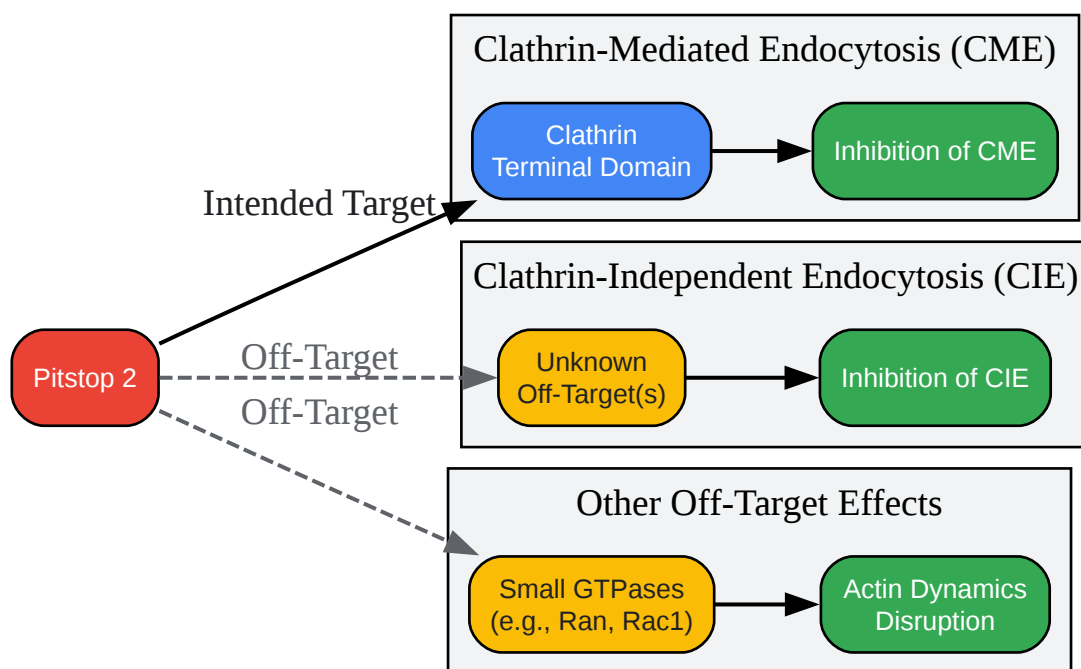 Clathrin-Mediated Endocytosis (CME)
Clathrin
Terminal Domain
Inhibition of CME
Intended Target
Clathrin-Independent Endocytosis (CIE)
Pitstop 2
Off-Target
Unknown
Off-Target(s)
Inhibition of CIE
Off-Target
Other Off-Target Effects
Small GTPases
(e.g., Ran, Rac1)
Actin Dynamics
Disruption